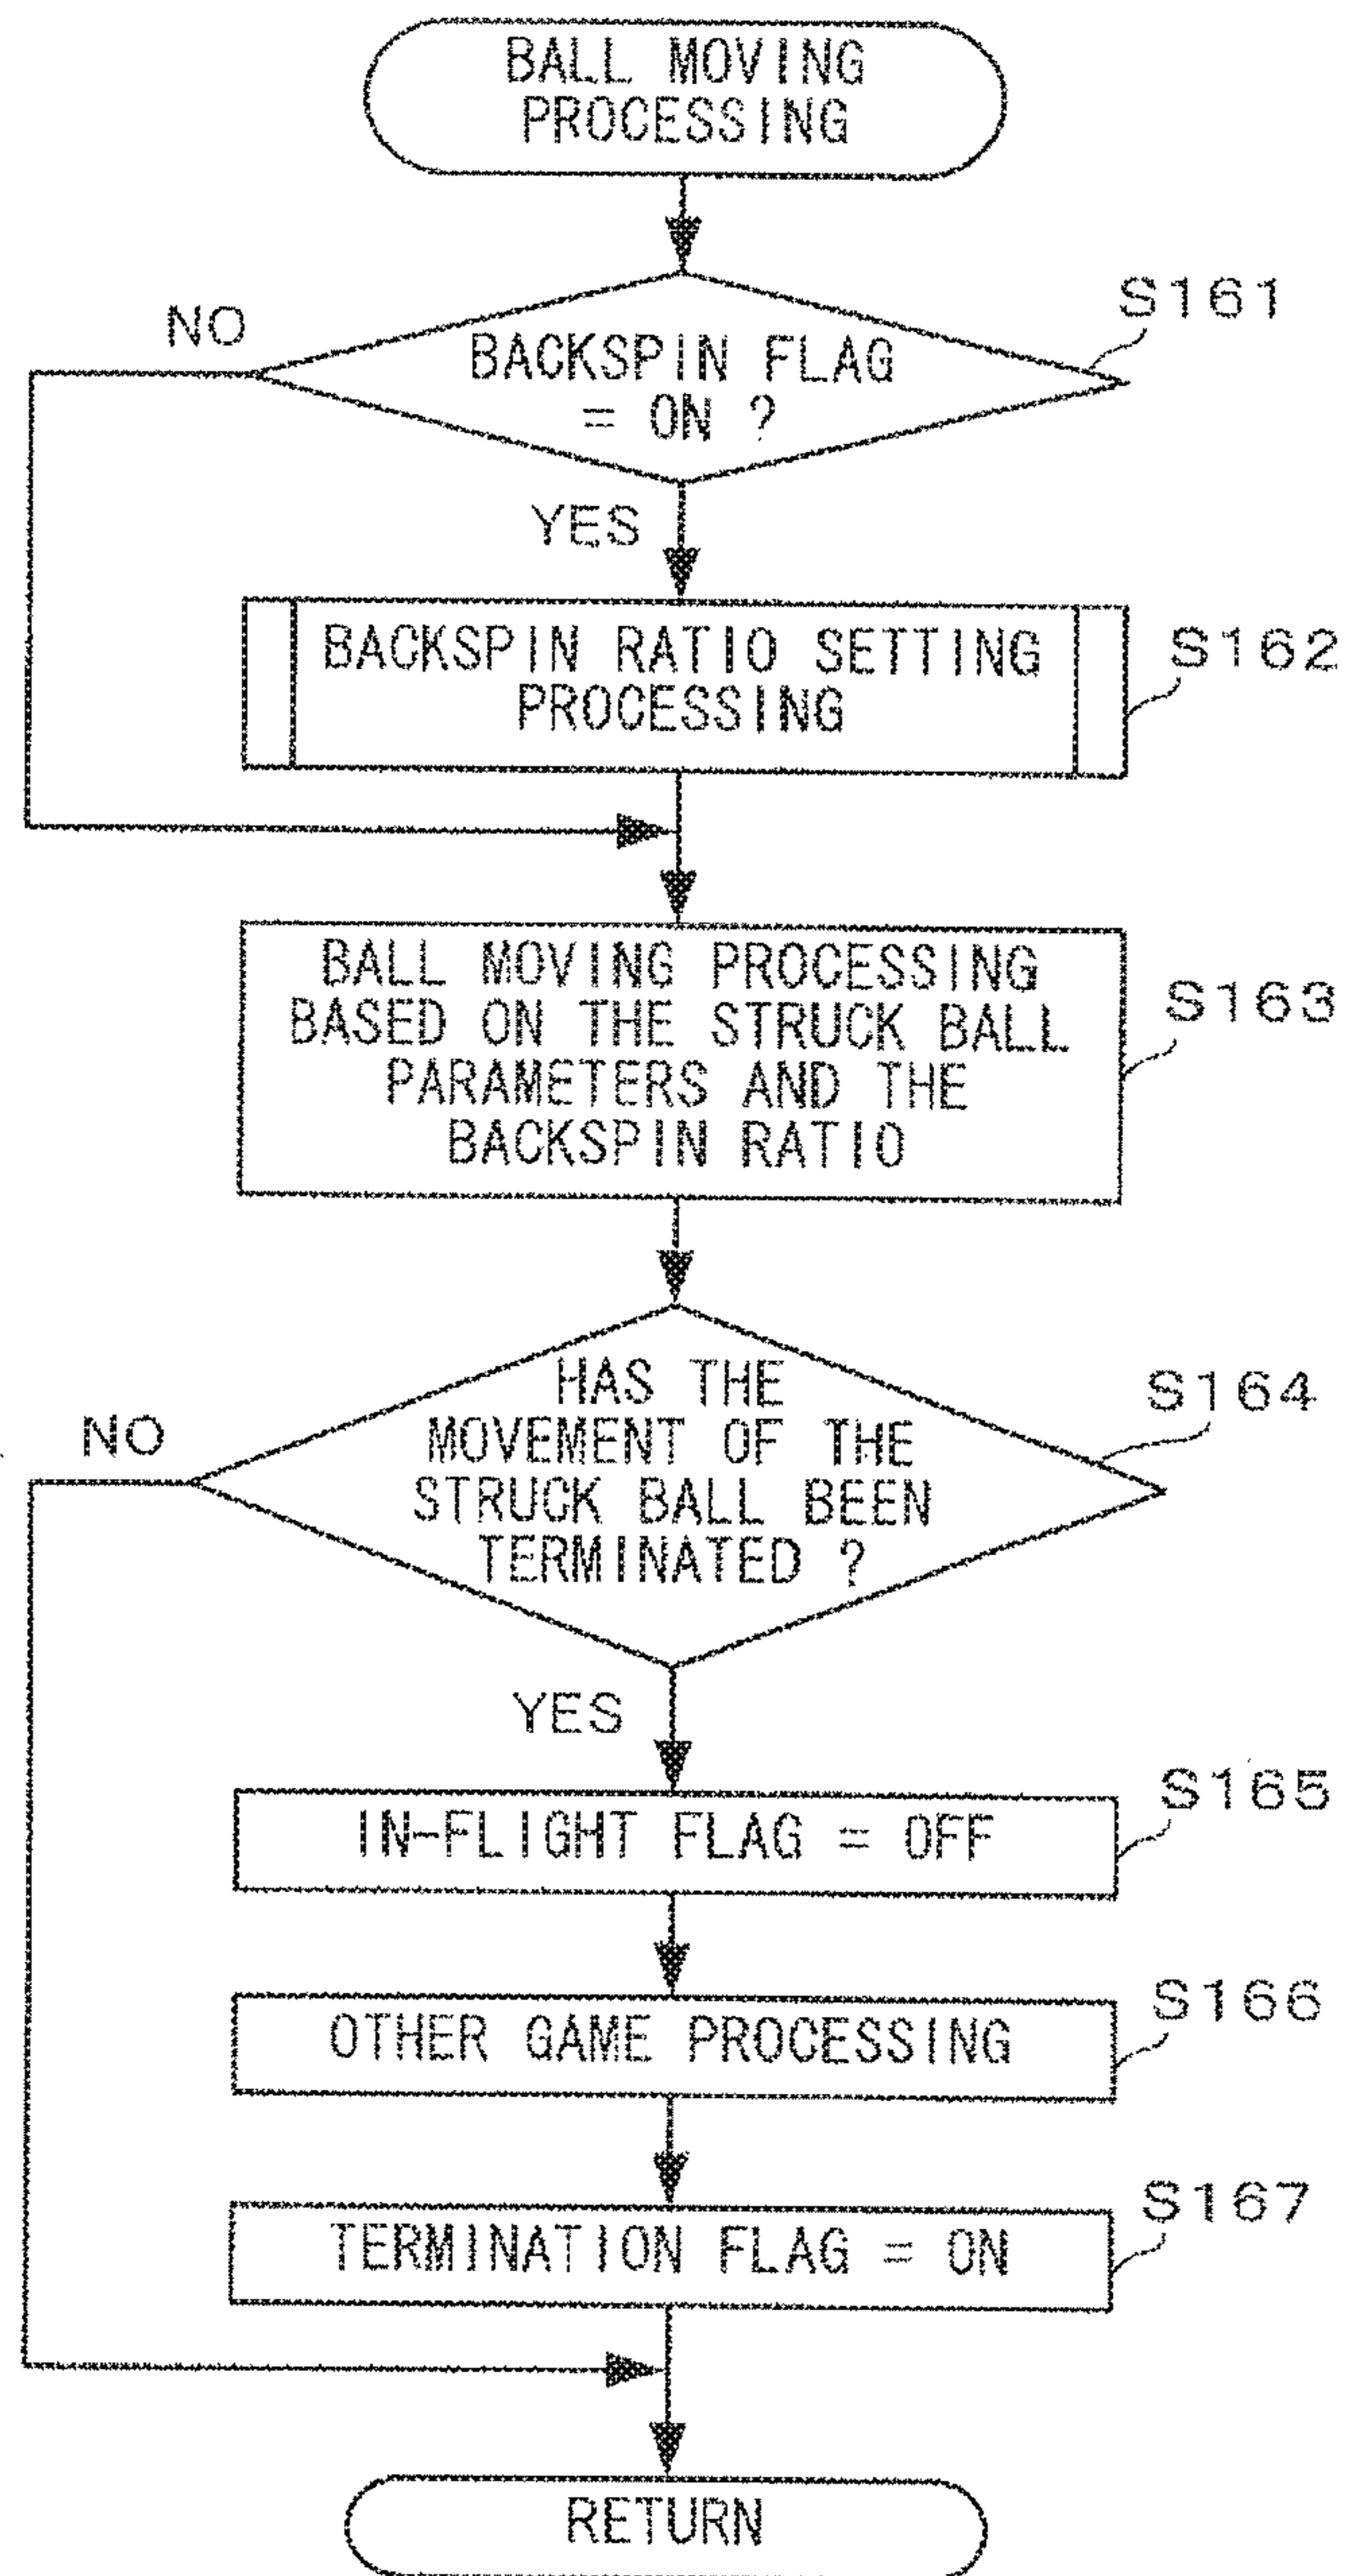 BALL MOVING
PROCESSING
S161
NO
BACKSPIN FLAG
= ON ?
YES
BACKSPIN RATIO SETTING
PROCESSING
S162
BALL MOVING PROCESSING
BASED ON THE STRUCK BALL
PARAMETERS AND THE
BACKSPIN RATIO
S163
HAS THE
MOVEMENT OF THE
STRUCK BALL BEEN
TERMINATED ?
S164
NO
YES
IN-FLIGHT FLAG = OFF
S165
OTHER GAME PROCESSING
S166
TERMINATION FLAG = ON
S167
RETURN